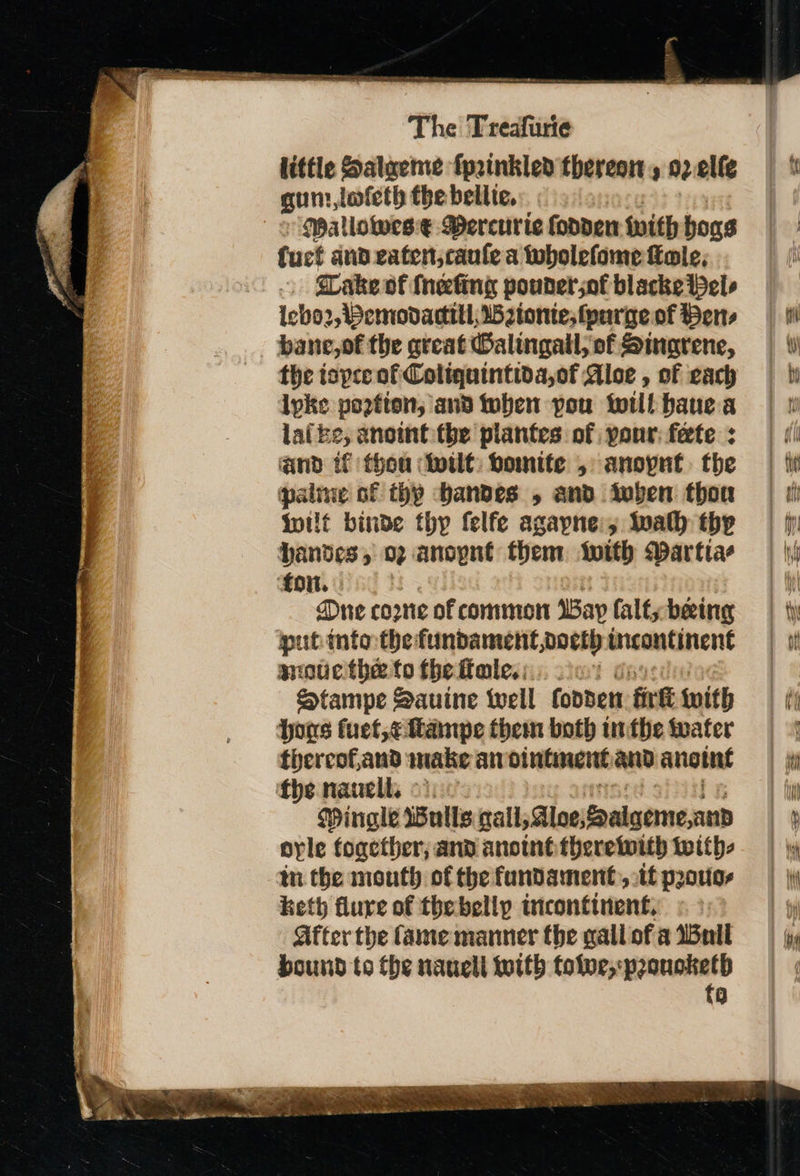 The Treaſurie
little Salgeme ſprinkled thereon, or elſe
gum, loſeth the bellie.
Mallowes & Mercurie ſodden with hogs
ſuet and eaten, cauſe a wholeſome ſtoole.
Take of ſneeſing pouder, of blacke Hel-
lebor, Hemodactill, Brionie, ſpurge of Hens
bane, of the great Galingall, of Singrene,
the ioyce of Coliquintida, of Aloe, of each
lyke portion, and when you will haue a
laſke, anoint the plantes of your feete:
and if thou wilt vomite, anoynt the
palme of thy handes, and when thou
wilt binde thy ſelfe agayne, waſh thy
handes, or anoynt them with Martia-
ton.
One corne of common Bay ſalt, being
put into the fundament, doeth incontinent
moue thee to the ſtoole.
Stampe Sauine well ſodden firſt with
hogs ſuet, & ſtampe them both in the water
thereof, and make an ointment and anoint
the nauell.
Mingle Bulls gall, Aloe, Salgeme, and
oyle together, and anoint therewith with-
in the mouth of the fundament, it prouo-
keth fluxe of the belly incontinent.
After the ſame manner the gall of a Bull
bound to the nauell with towe, prouoketh
to